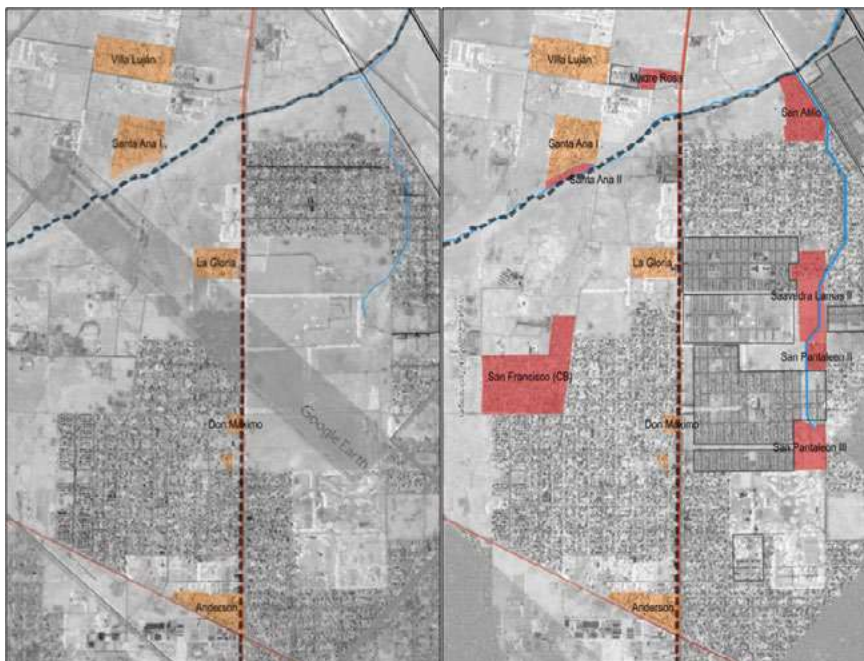 Villa Luján
Santa Ana I
La Gloria
Don Máximo
Google Earth
Anderson
Villa Luján
Madre Rosa
San Atilio
Santa Ana I
Santa Ana II
La Gloria
Saavedra Lamas II
San Pantaleon II
San Francisco (CB)
Don Máximo
San Pantaleon III
Anderson